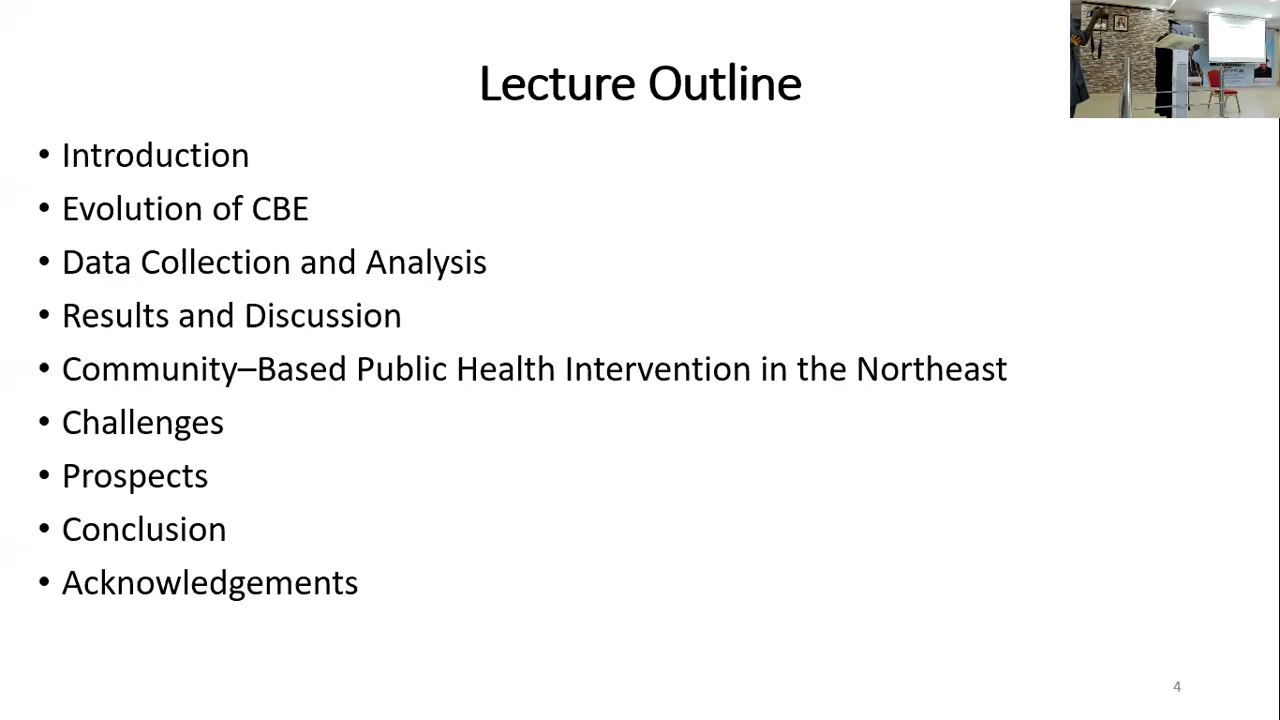 Lecture Outline
• Introduction
• Evolution of CBE
• Data Collection and Analysis
• Results and Discussion
• Community–Based Public Health Intervention in the Northeast
• Challenges
• Prospects
• Conclusion
• Acknowledgements
4